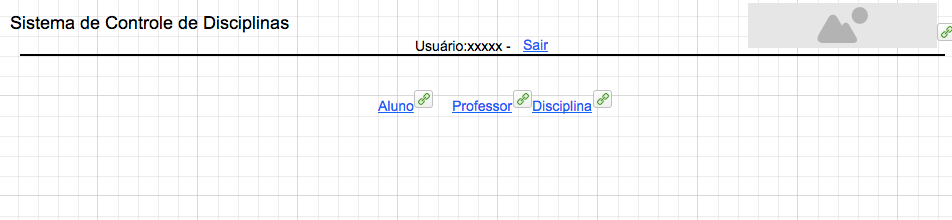 Sistema de Controle de Disciplinas
Usuário:xxxxx - Sair
Aluno Professor Disciplina